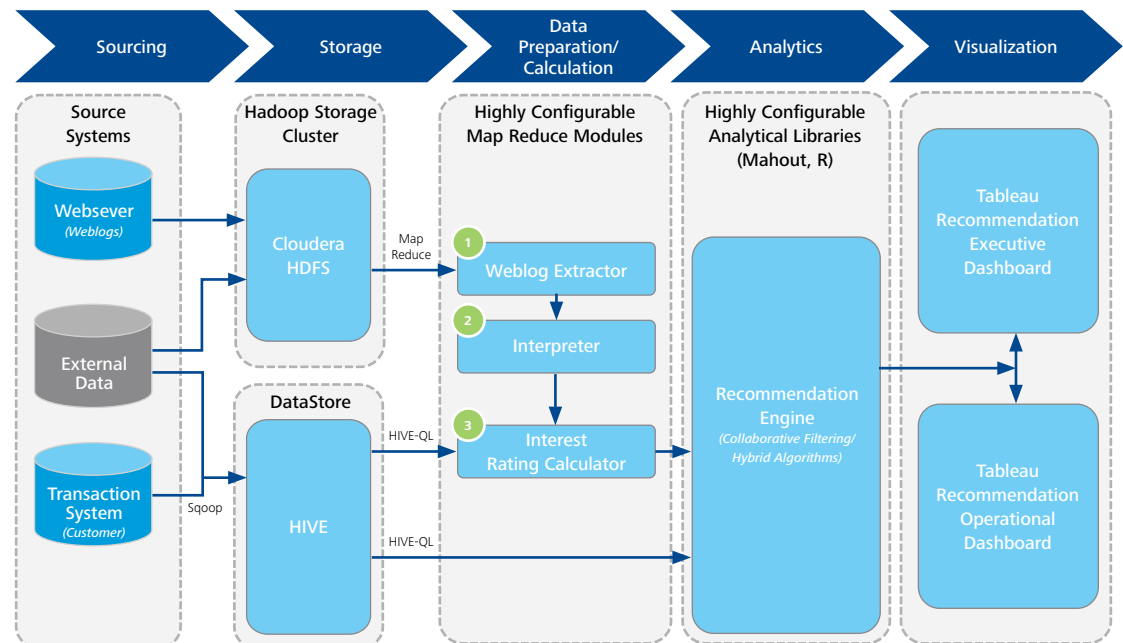 Sourcing
Storage
Data
Preparation/
Calculation
Analytics
Visualization
Source
Systems
Websever
(Weblogs)
External
Data
Transaction
System
(Customer)
Sqoop
Hadoop Storage
Cluster
Cloudera
HDFS
Map
Reduce
DataStore
HIVE
HIVE-QL
HIVE-QL
Highly Configurable
Map Reduce Modules
1
Weblog Extractor
2
Interpreter
3
Interest
Rating Calculator
Highly Configurable
Analytical Libraries
(Mahout, R)
Recommendation
Engine
(Collaborative Filtering/
Hybrid Algorithms)
Tableau
Recommendation
Executive
Dashboard
Tableau
Recommendation
Operational
Dashboard